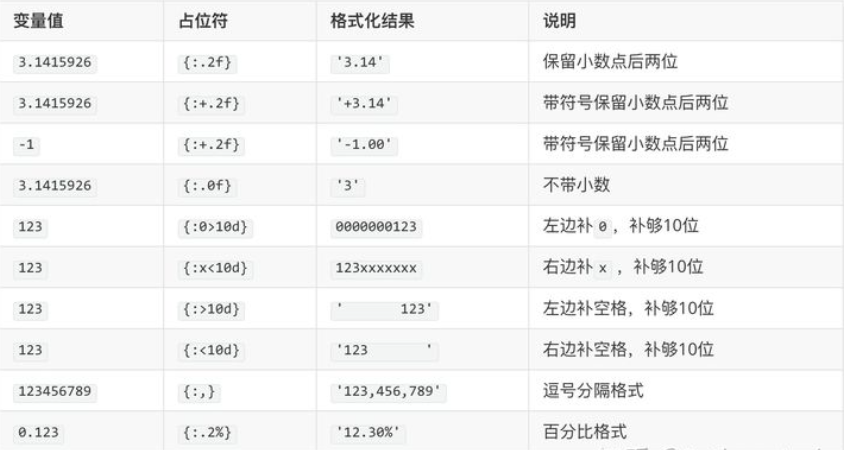 变量值 占位符 格式化结果 说明
3.1415926 {:.2f} '3.14' 保留小数点后两位
3.1415926 {:+.2f} '+3.14' 带符号保留小数点后两位
-1 {:+.2f} '-1.00' 带符号保留小数点后两位
3.1415926 {:.0f} '3' 不带小数
123 {:0>10d} 0000000123 左边补0，补够10位
123 {:x<10d} 123xxxxxxx 右边补x，补够10位
123 {:>10d} '       123' 左边补空格，补够10位
123 {:<10d} '123       ' 右边补空格，补够10位
123456789 {:,} '123,456,789' 逗号分隔格式
0.123 {:.2%} '12.30%' 百分比格式